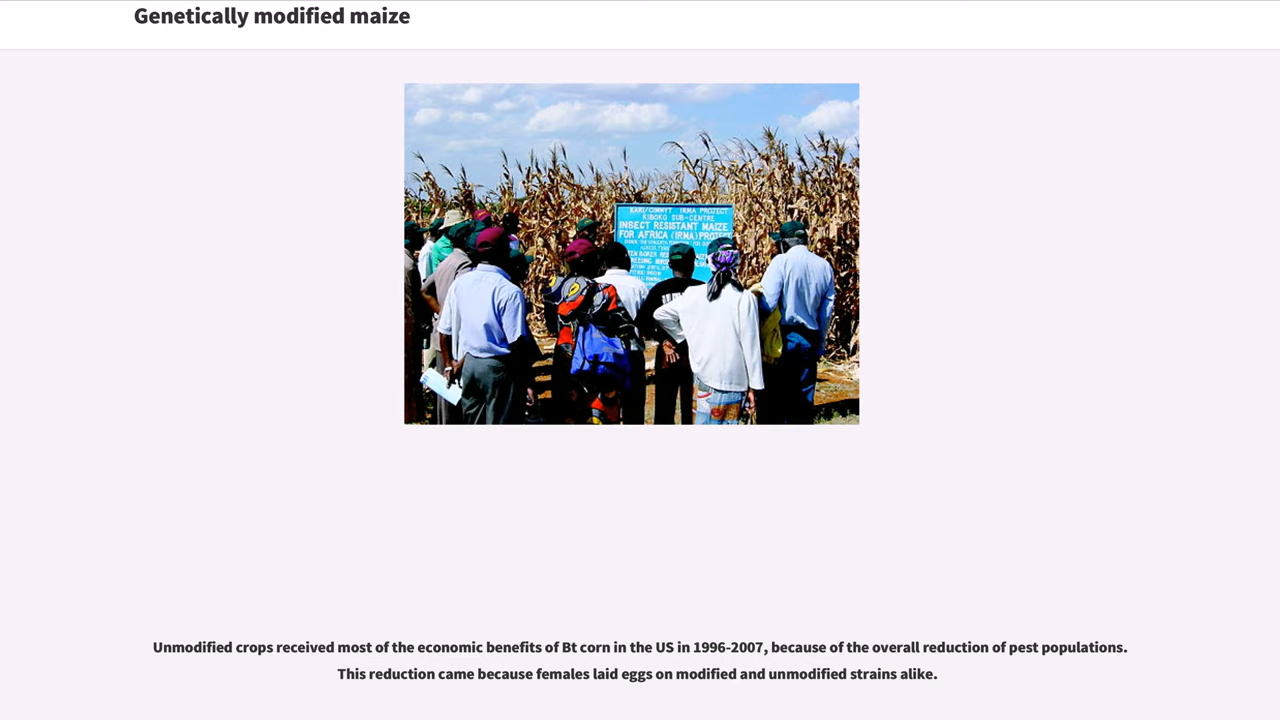 Genetically modified maize
KARI/CIMMYT IRMA PROJECT
KIBOKO SUB-CENTRE
INSECT RESISTANT MAIZE
FOR AFRICA (IRMA) PROJECT
Unmodified crops received most of the economic benefits of Bt corn in the US in 1996-2007, because of the overall reduction of pest populations.
This reduction came because females laid eggs on modified and unmodified strains alike.